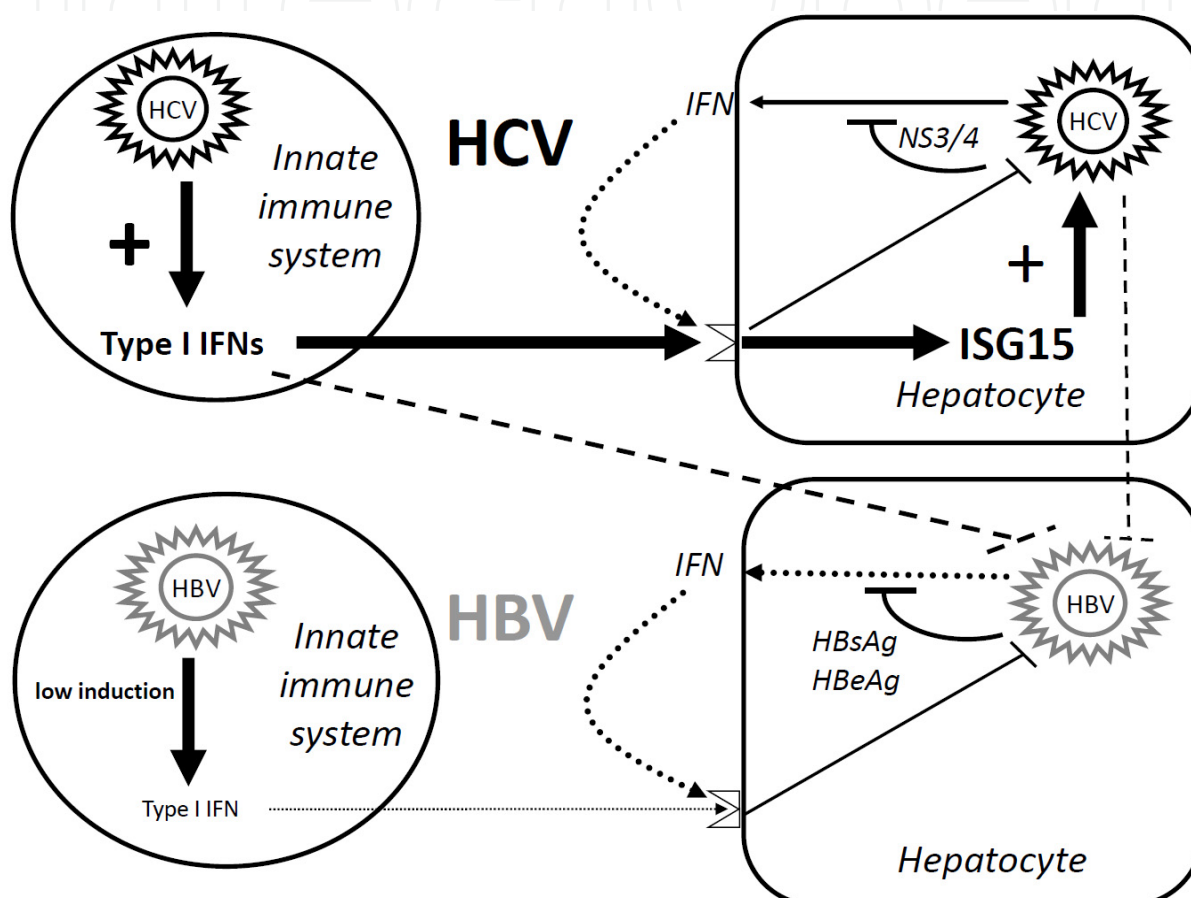 HCV
Innate
immune
system
+
Type I IFNs
HCV
IFN
HCV
NS3/4
+
ISG15
Hepatocyte
HBV
Innate
immune
system
low induction
Type I IFN
HBV
IFN
HBV
HBsAg
HBeAg
Hepatocyte